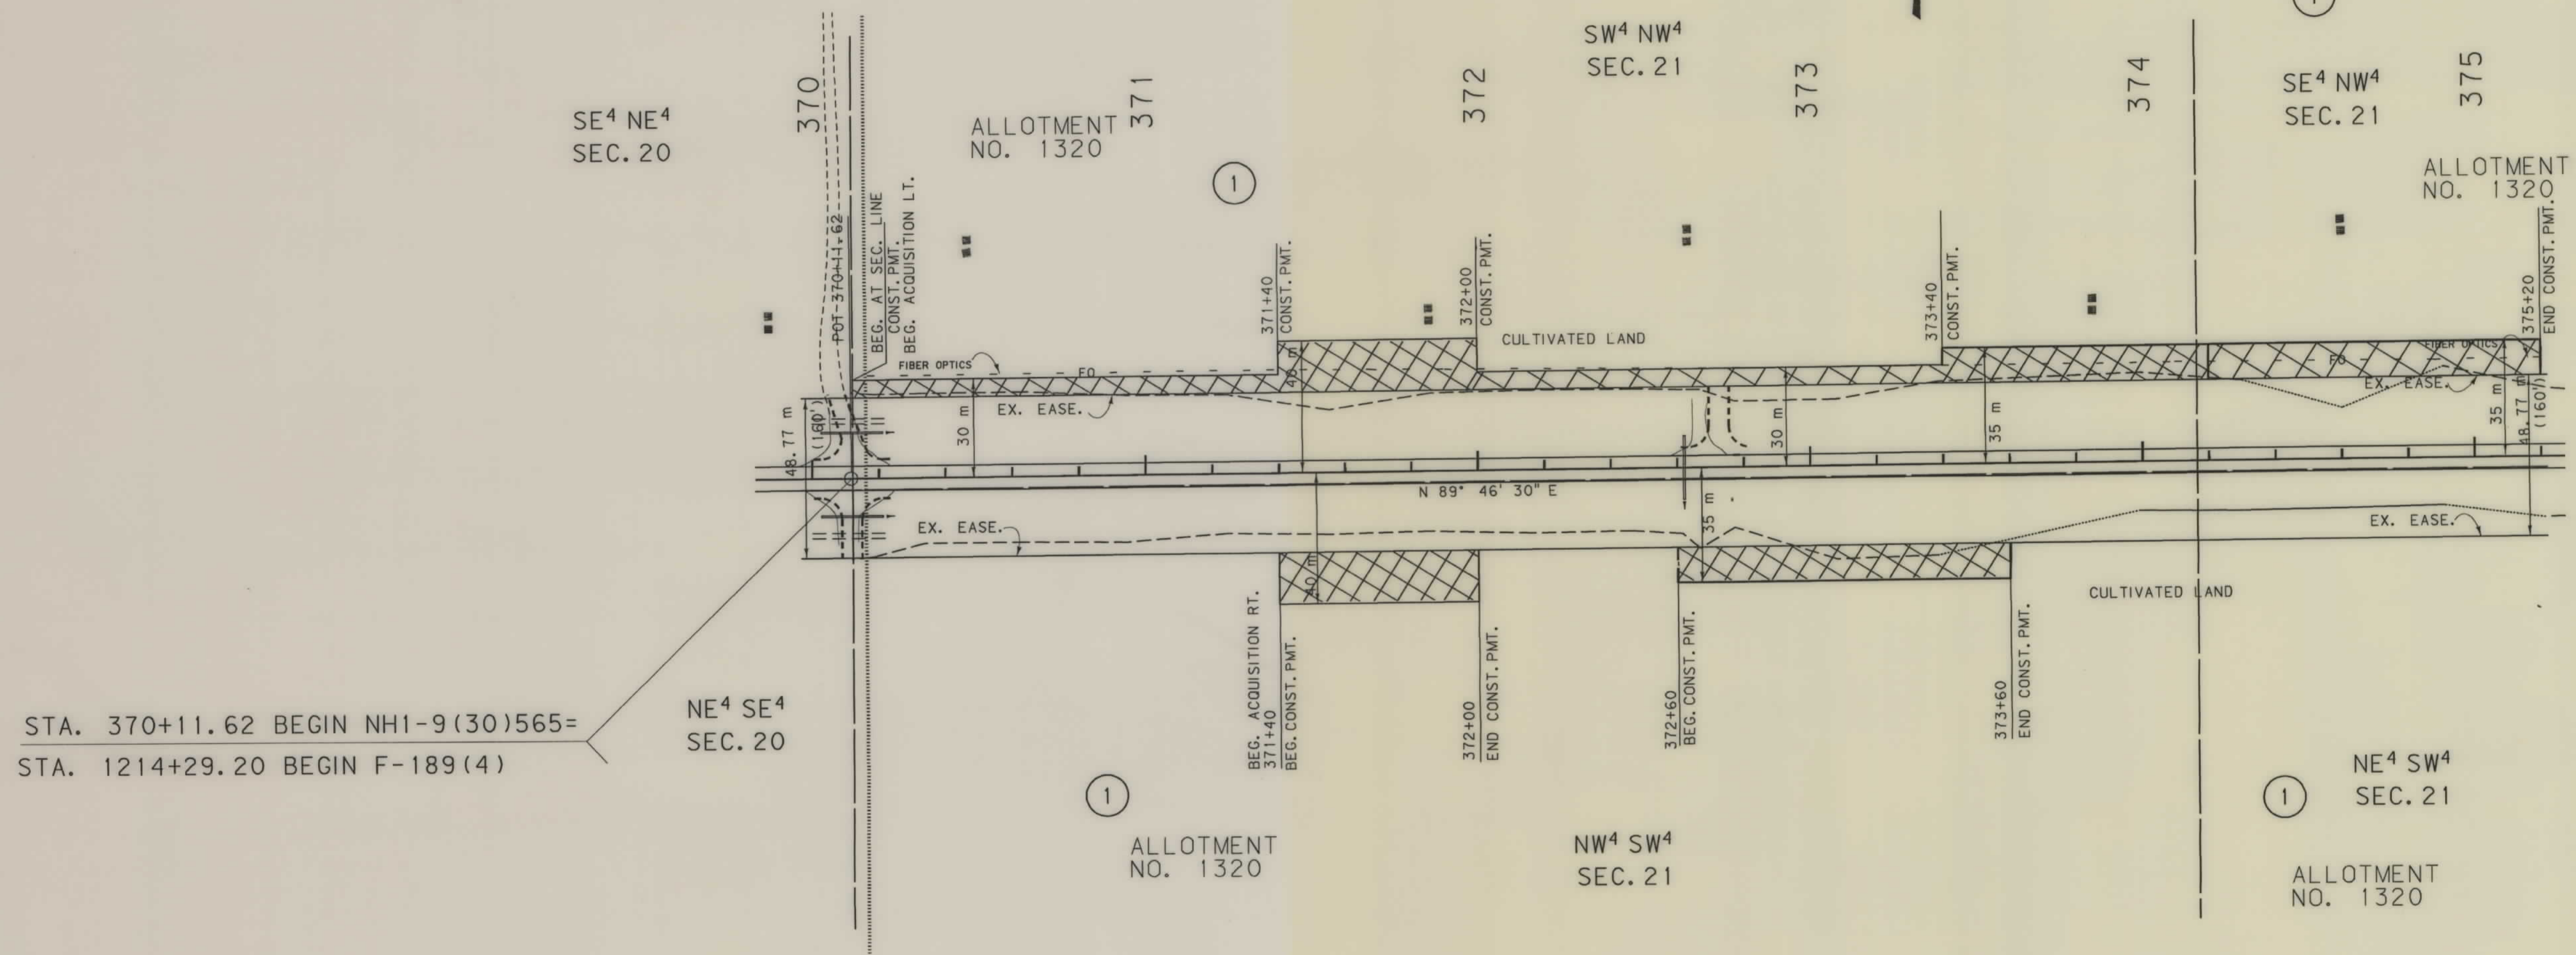 SW⁴ NW⁴
SEC. 21
1
SE⁴ NE⁴
SEC. 20
370
ALLOTMENT
NO. 1320
371
372
373
374
SE⁴ NW⁴
SEC. 21
375
ALLOTMENT
NO. 1320
1
POT 370+11.62
BEG. AT SEC. LINE
CONST. PMT.
BEG. ACQUISITION LT.
371+40
CONST. PMT.
372+00
CONST. PMT.
CULTIVATED LAND
373+40
CONST. PMT.
375+20
END CONST. PMT.
FIBER OPTICS
FO
FIBER OPTICS
FO
EX. EASE.
EX. EASE.
48.77 m
(160')
30 m
40 m
30 m
35 m
35 m
48.77 m
(160')
N 89° 46' 30" E
EX. EASE.
40 m
35 m
EX. EASE.
CULTIVATED LAND
BEG. ACQUISITION RT.
371+40
BEG. CONST. PMT.
372+00
END CONST. PMT.
372+60
BEG. CONST. PMT.
373+60
END CONST. PMT.
STA. 370+11.62 BEGIN NH1-9(30)565=
STA. 1214+29.20 BEGIN F-189(4)
NE⁴ SE⁴
SEC. 20
1
ALLOTMENT
NO. 1320
NW⁴ SW⁴
SEC. 21
1
NE⁴ SW⁴
SEC. 21
ALLOTMENT
NO. 1320